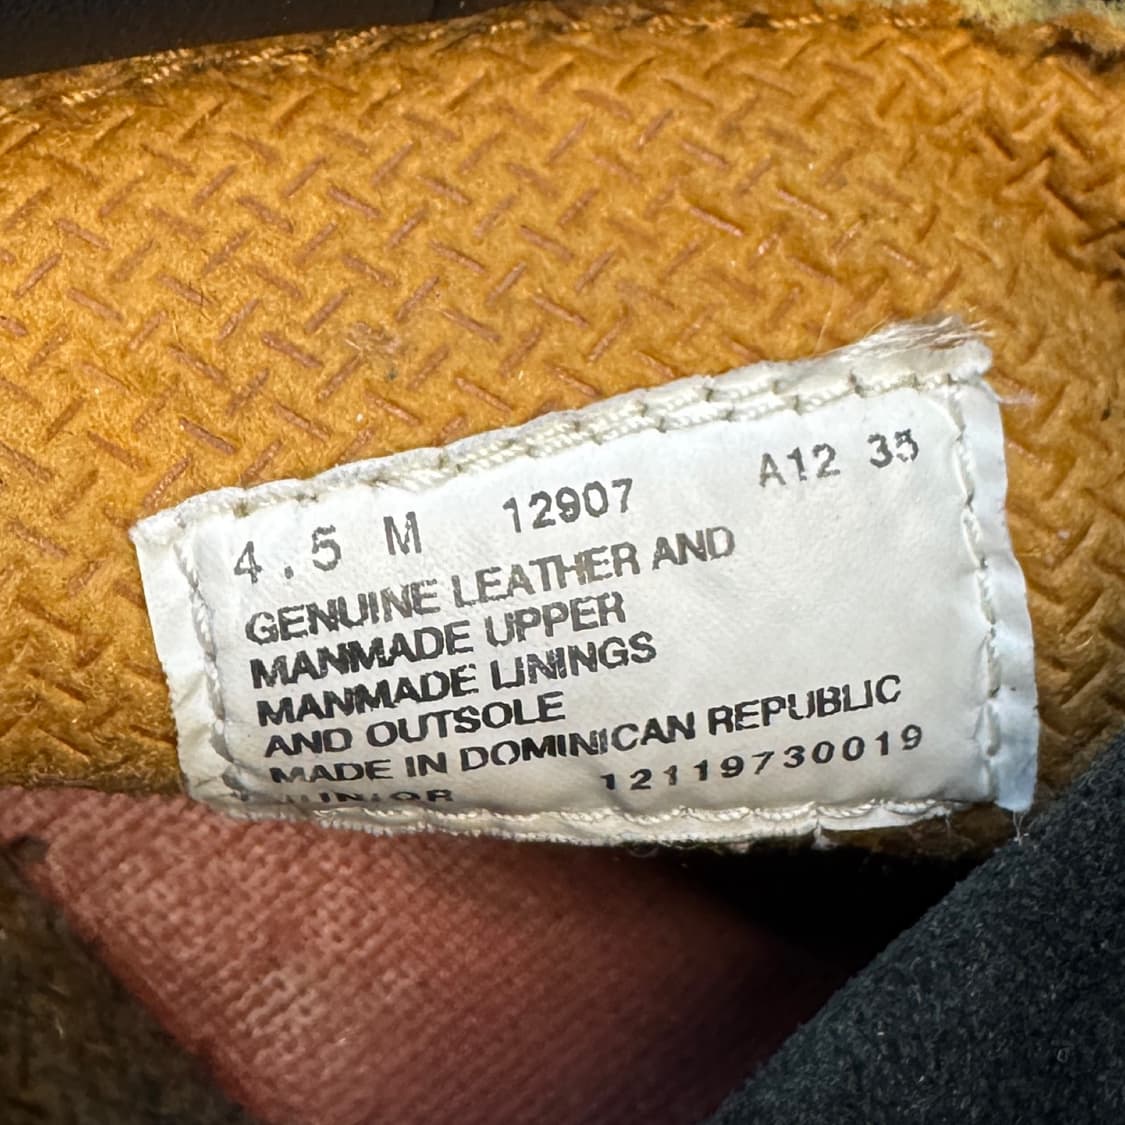 4.5 M 12907 A12 35
GENUINE LEATHER AND
MANMADE UPPER
MANMADE LININGS
AND OUTSOLE
MADE IN DOMINICAN REPUBLIC
JUNIOR 12119730019